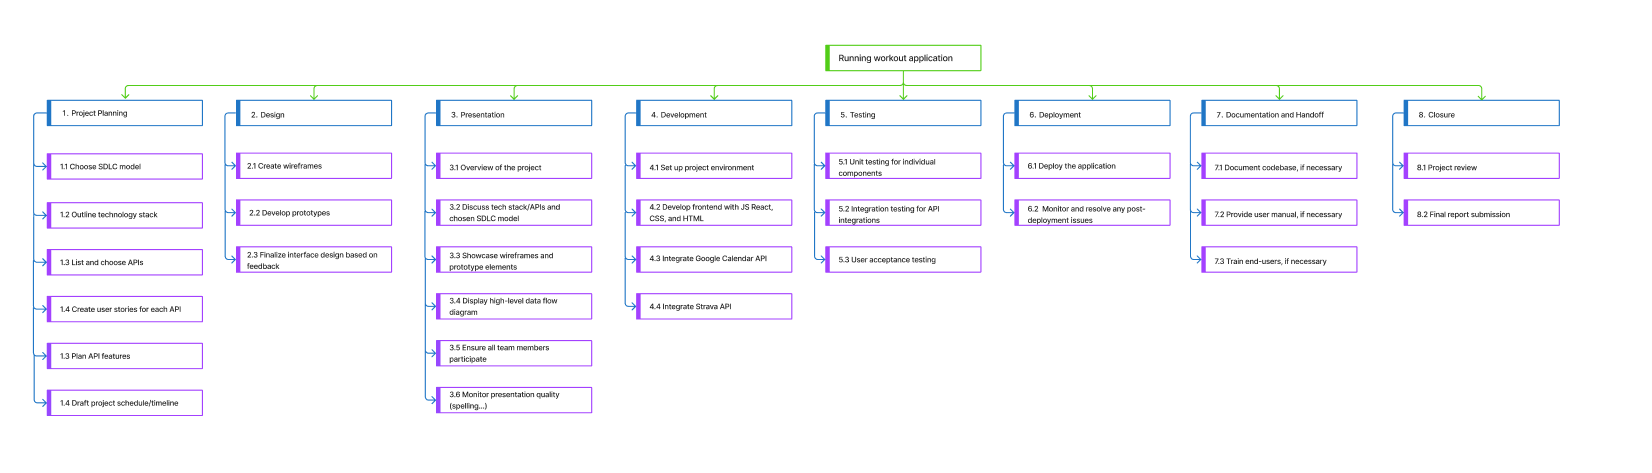 Running workout application
1. Project Planning
1.1 Choose SDLC model
1.2 Outline technology stack
1.3 List and choose APIs
1.4 Create user stories for each API
1.3 Plan API features
1.4 Draft project schedule/timeline
2. Design
2.1 Create wireframes
2.2 Develop prototypes
2.3 Finalize interface design based on
feedback
3. Presentation
3.1 Overview of the project
3.2 Discuss tech stack/APIs and
chosen SDLC model
3.3 Showcase wireframes and
prototype elements
3.4 Display high-level data flow
diagram
3.5 Ensure all team members
participate
3.6 Monitor presentation quality
(spelling...)
4. Development
4.1 Set up project environment
4.2 Develop frontend with JS React,
CSS, and HTML
4.3 Integrate Google Calendar API
4.4 Integrate Strava API
5. Testing
5.1 Unit testing for individual
components
5.2 Integration testing for API
integrations
5.3 User acceptance testing
6. Deployment
6.1 Deploy the application
6.2 Monitor and resolve any post-
deployment issues
7. Documentation and Handoff
7.1 Document codebase, if necessary
7.2 Provide user manual, if necessary
7.3 Train end-users, if necessary
8. Closure
8.1 Project review
8.2 Final report submission